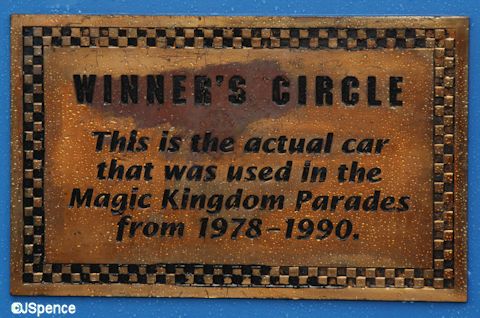 WINNER'S CIRCLE
This is the actual car
that was used in the
Magic Kingdom Parades
from 1978-1990.
©JSpence